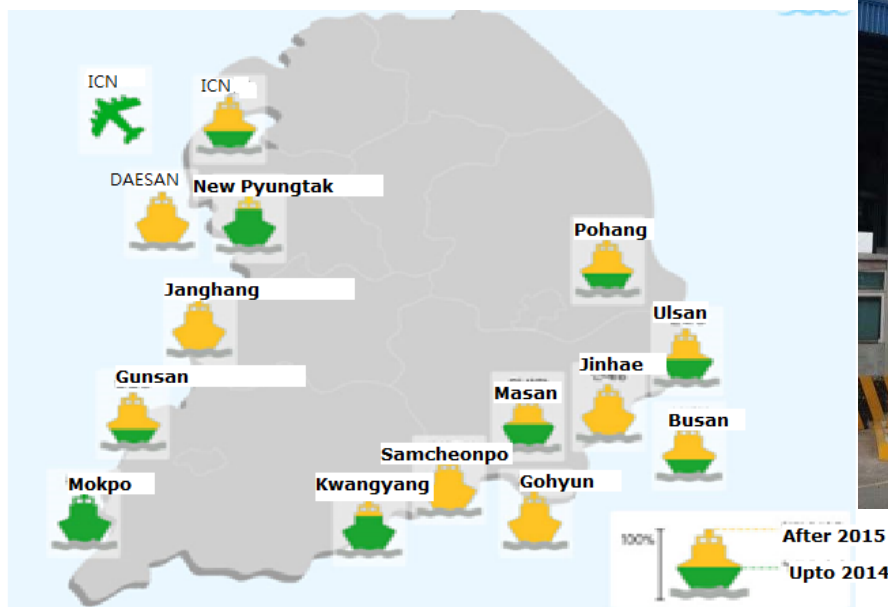 ICN
ICN
DAESAN
New Pyungtak
Pohang
Janghang
Ulsan
Jinhae
Gunsan
Masan
Busan
Samcheonpo
Mokpo
Kwangyang
Gohyun
100%
After 2015
Upto 2014